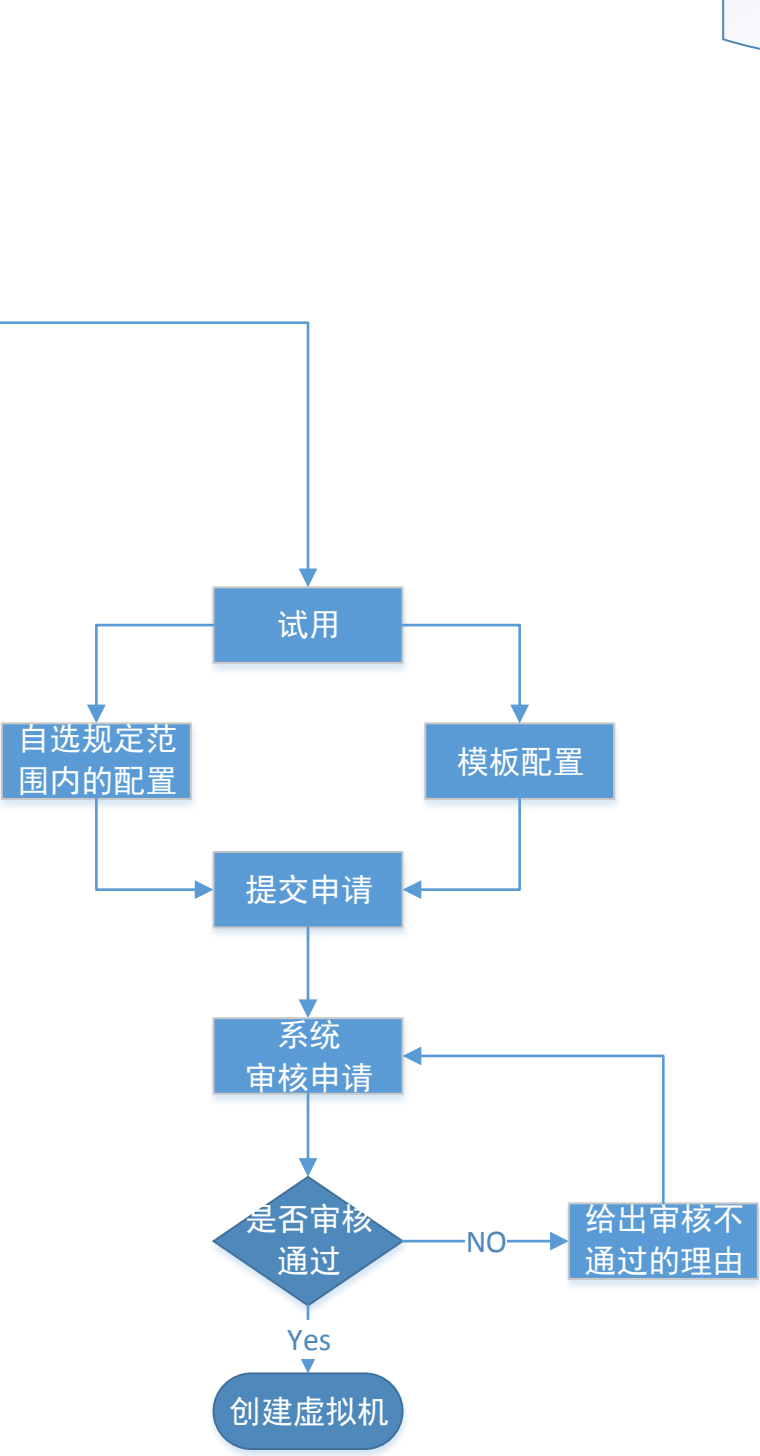 试用
自选规定范
围内的配置
模板配置
提交申请
系统
审核申请
是否审核
通过
NO
给出审核不
通过的理由
Yes
创建虚拟机